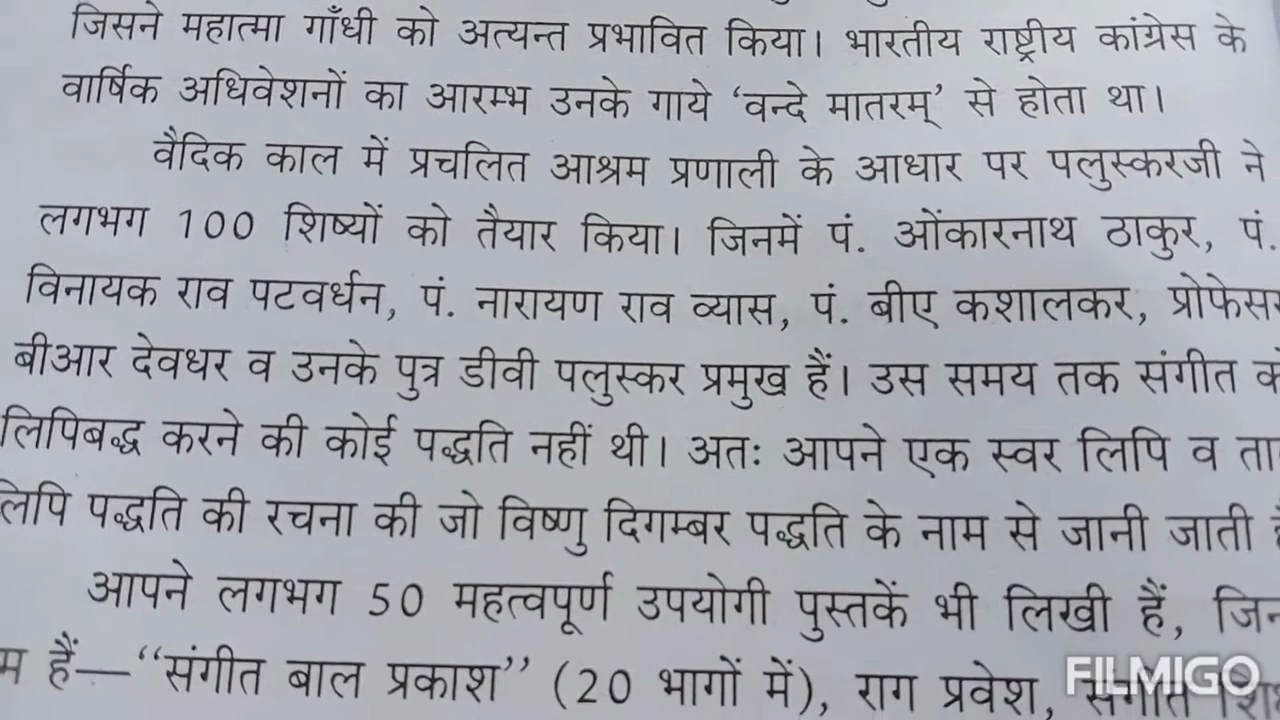 जिसने महात्मा गाँधी को अत्यन्त प्रभावित किया। भारतीय राष्ट्रीय कांग्रेस के
वार्षिक अधिवेशनों का आरम्भ उनके गाये ‘वन्दे मातरम्’ से होता था।
वैदिक काल में प्रचलित आश्रम प्रणाली के आधार पर पलुस्करजी ने
लगभग 100 शिष्यों को तैयार किया। जिनमें पं. ओंकारनाथ ठाकुर, पं.
विनायक राव पटवर्धन, पं. नारायण राव व्यास, पं. बीए कशालकर,
बीआर देवधर व उनके पुत्र डीवी पलुस्कर प्रमुख हैं। उस समय तक संगीत
लिपिबद्ध करने की कोई पद्धति नहीं थी। अतः आपने एक स्वर लिपि व
लिपि पद्धति की रचना की जो विष्णु दिगम्बर पद्धति के नाम से जानी जाती
आपने लगभग 50 महत्वपूर्ण उपयोगी पुस्तकें भी लिखी हैं,
हैं—“संगीत बाल प्रकाश” (20 भागों में), राग प्रवेश, संगीत
FILMIGO